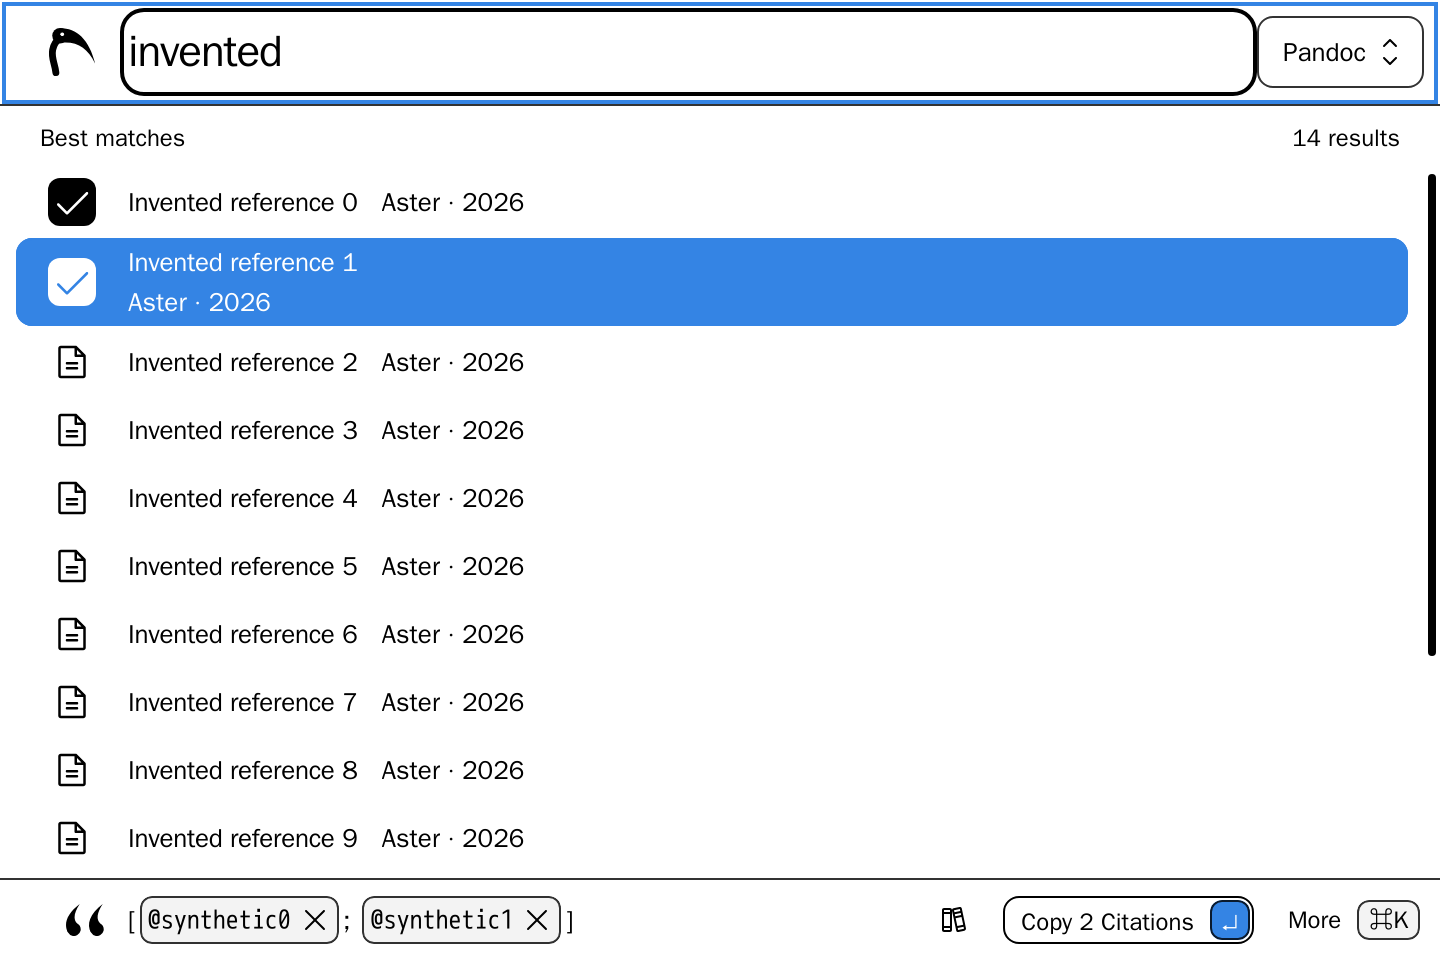 invented
Pandoc
Best matches
14 results
Invented reference 0 Aster · 2026
Invented reference 1
Aster · 2026
Invented reference 2 Aster · 2026
Invented reference 3 Aster · 2026
Invented reference 4 Aster · 2026
Invented reference 5 Aster · 2026
Invented reference 6 Aster · 2026
Invented reference 7 Aster · 2026
Invented reference 8 Aster · 2026
Invented reference 9 Aster · 2026
[ @synthetic0 ; @synthetic1 ]
Copy 2 Citations
More ⌘K